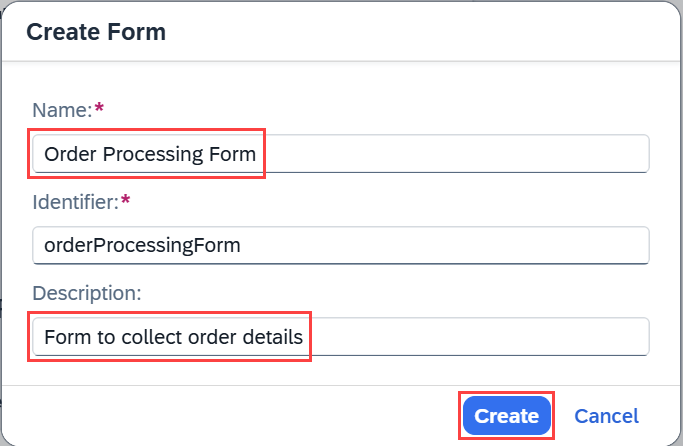 Create Form
Name:*
Order Processing Form
Identifier:*
orderProcessingForm
Description:
Form to collect order details
Create Cancel